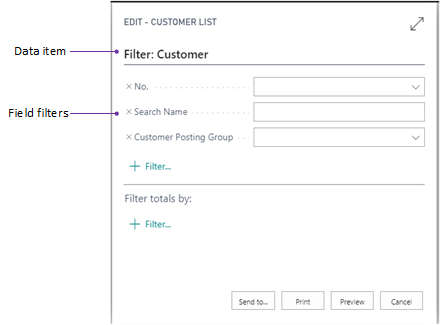 EDIT - CUSTOMER LIST
Data item
Filter: Customer
× No.
Field filters
× Search Name
× Customer Posting Group
+ Filter...
Filter totals by:
+ Filter...
Send to...
Print
Preview
Cancel